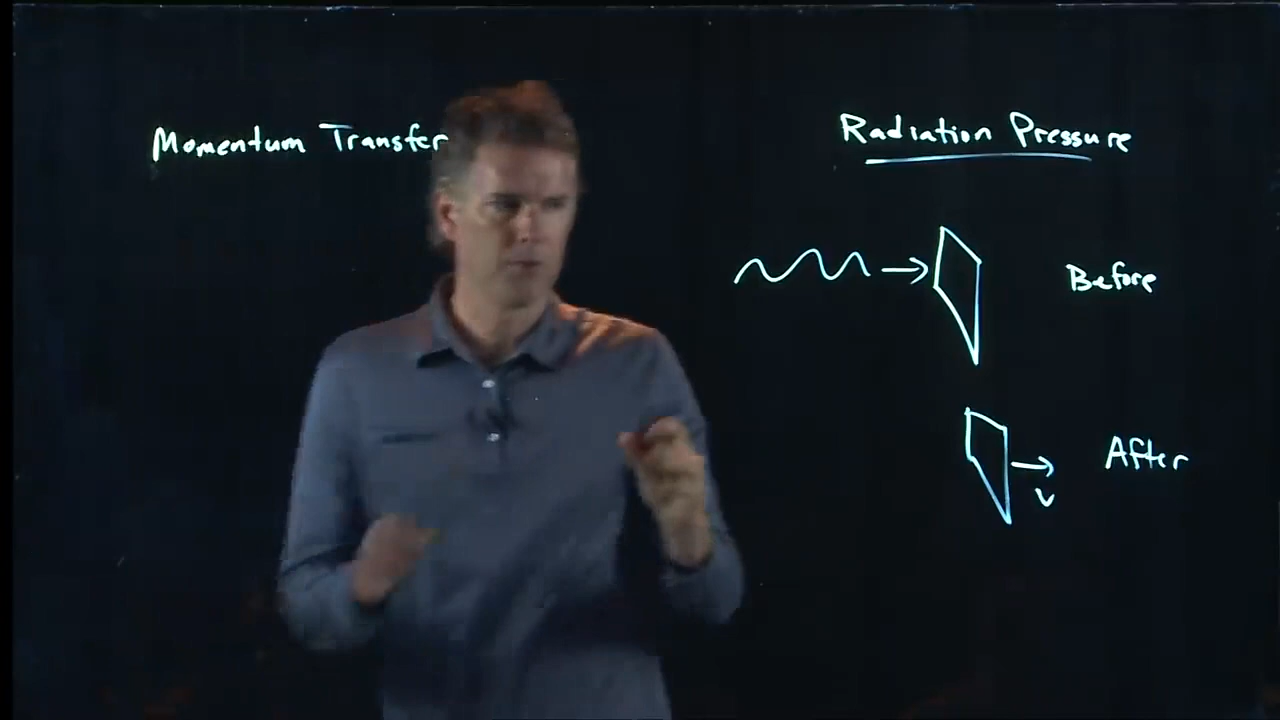 Momentum Transfer
Radiation Pressure
Before
After
v